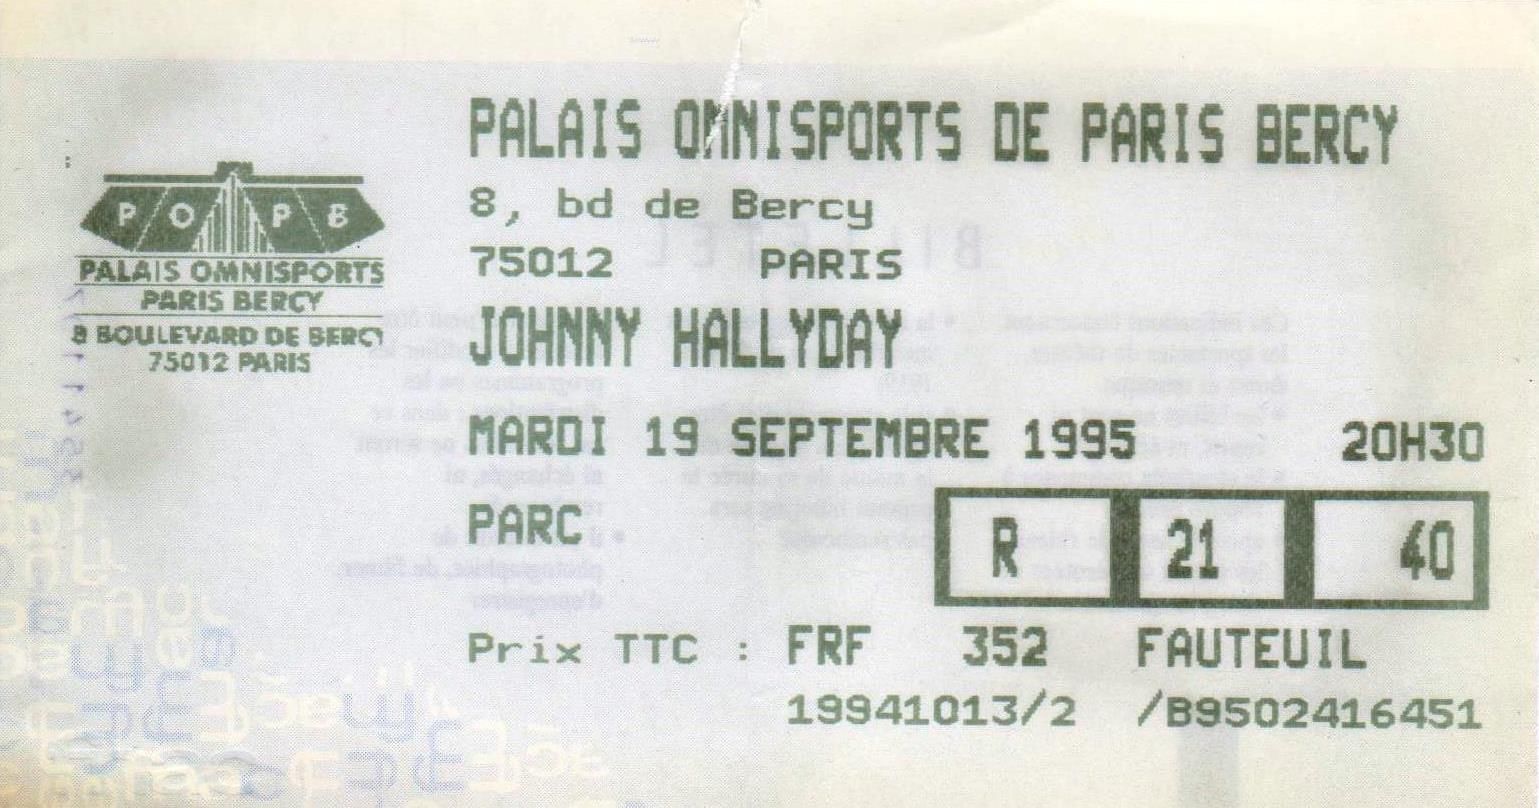 PALAIS OMNISPORTS DE PARIS BERCY
8, bd de Bercy
75012 PARIS
JOHNNY HALLYDAY
MARDI 19 SEPTEMBRE 1995 20H30
PARC R 21 40
Prix TTC : FRF 352 FAUTEUIL
19941013/2 /B9502416451
POPB
PALAIS OMNISPORTS
PARIS BERCY
8 BOULEVARD DE BERCY
75012 PARIS
BILLETEL